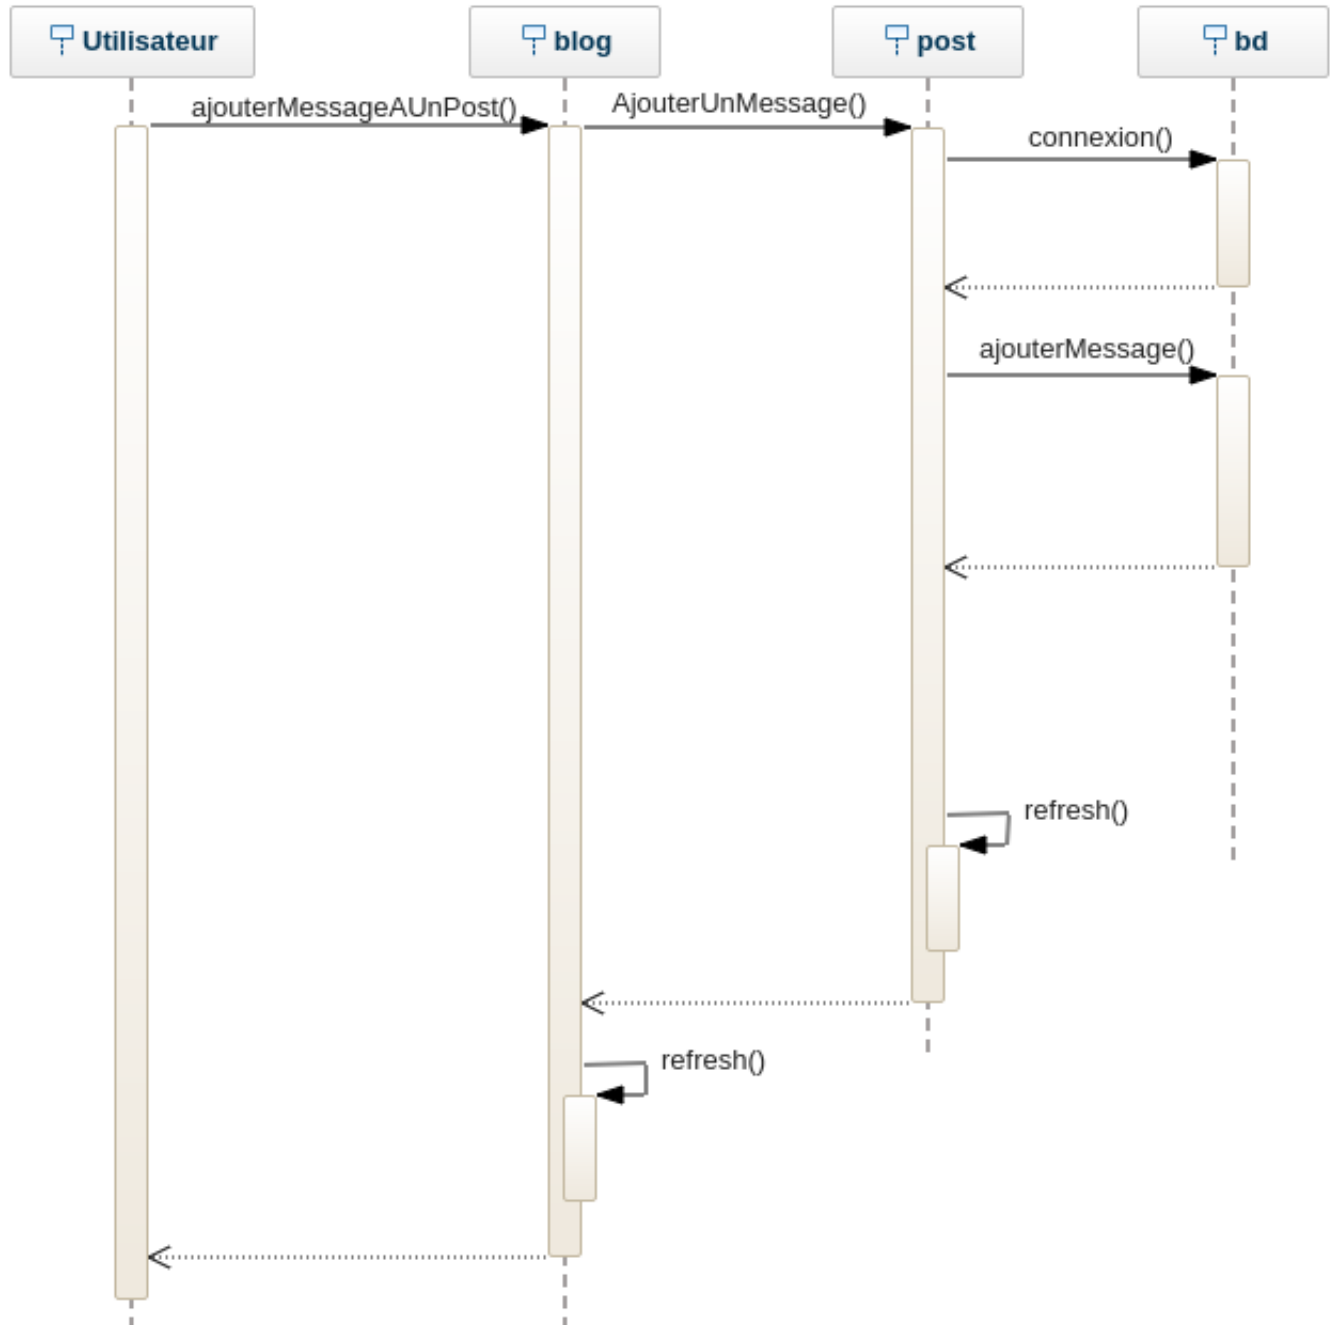 Utilisateur
blog
post
bd
ajouterMessageAUnPost()
AjouterUnMessage()
connexion()
ajouterMessage()
refresh()
refresh()